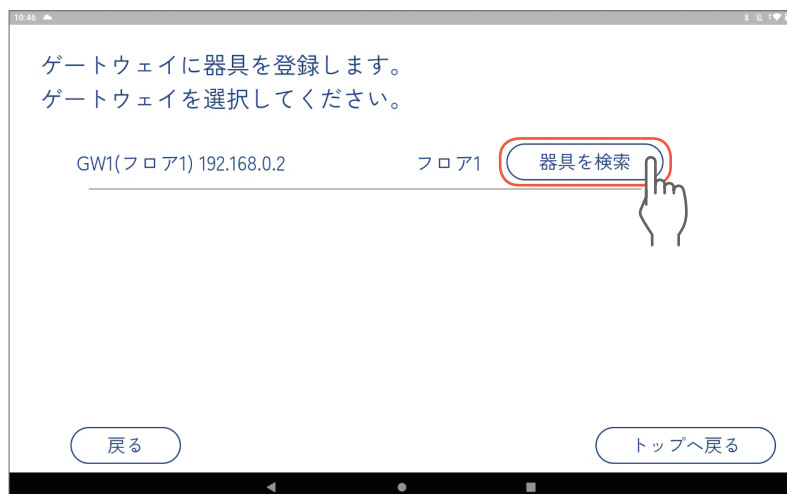 10:46
ゲートウェイに器具を登録します。
ゲートウェイを選択してください。
GW1(フロア1) 192.168.0.2 フロア1 器具を検索
戻る トップへ戻る